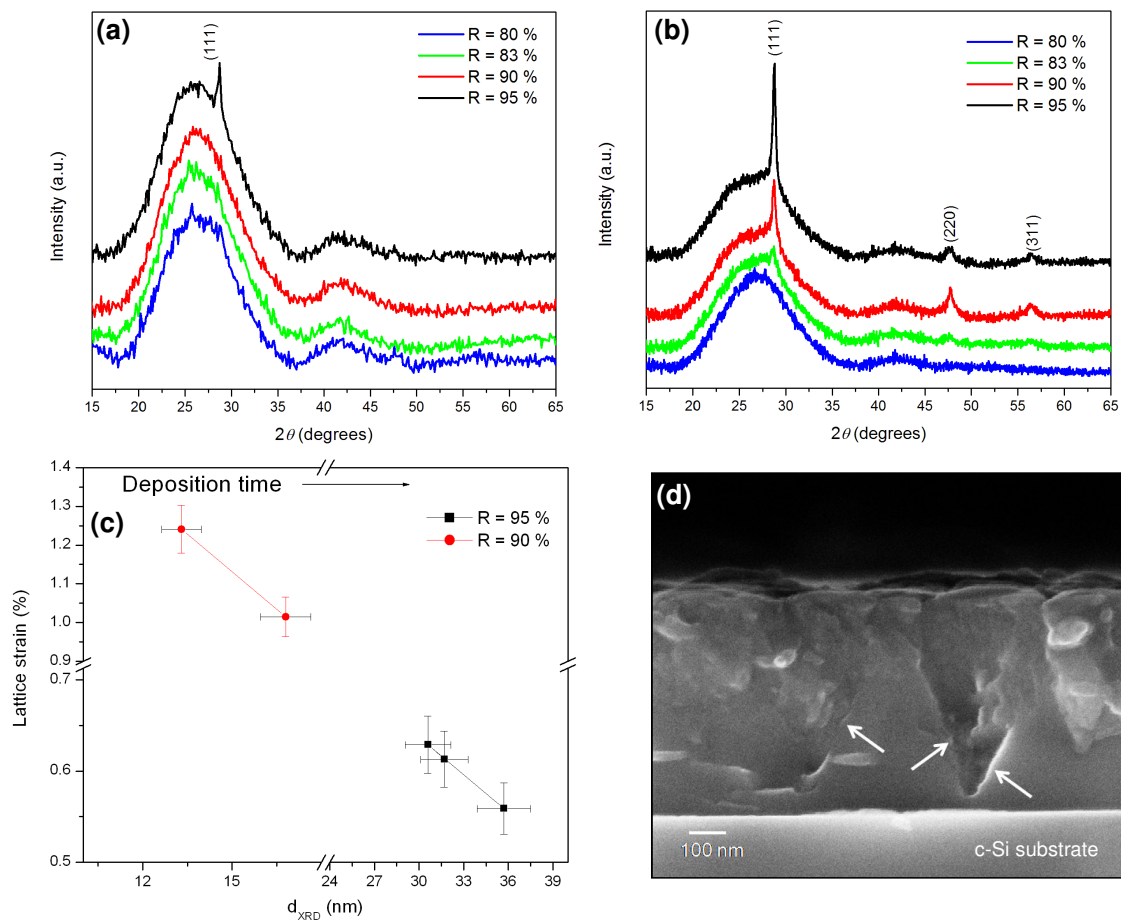 (a)
(111)
R = 80 %
R = 83 %
R = 90 %
R = 95 %
Intensity (a.u.)
15 20 25 30 35 40 45 50 55 60 65
2θ (degrees)
(b)
(111)
(220)
(311)
R = 80 %
R = 83 %
R = 90 %
R = 95 %
Intensity (a.u.)
15 20 25 30 35 40 45 50 55 60 65
2θ (degrees)
(c)
Deposition time
R = 95 %
R = 90 %
Lattice strain (%)
1.4
1.3
1.2
1.1
1.0
0.9
0.7
0.6
0.5
12 15 24 27 30 33 36 39
dXRD (nm)
(d)
100 nm
c-Si substrate